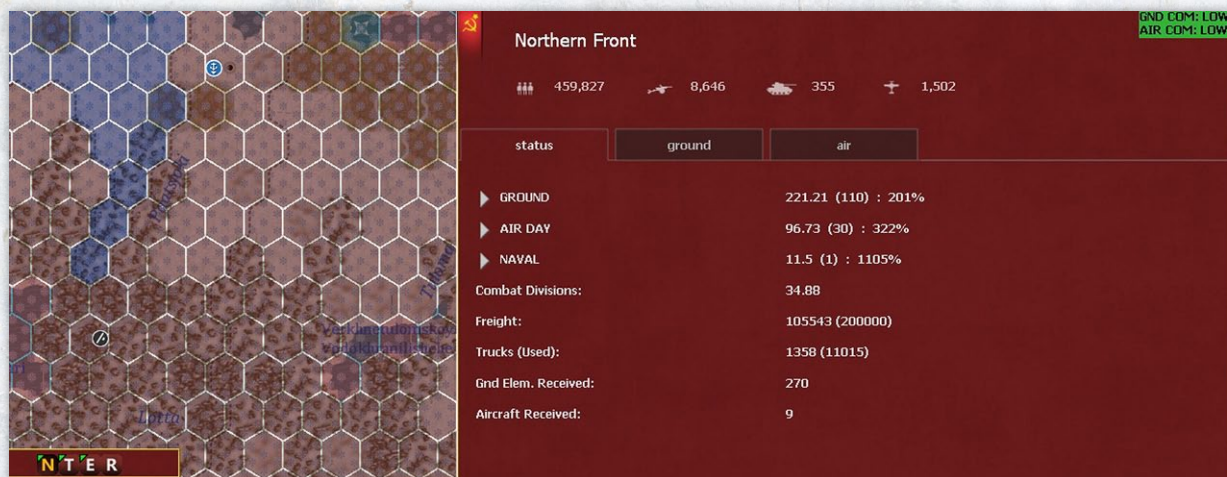 GND COM: LOW
AIR COM: LOW
Northern Front
459,827 8,646 355 1,502
status ground air
GROUND 221.21 (110) : 201%
AIR DAY 96.73 (30) : 322%
NAVAL 11.5 (1) : 1105%
Combat Divisions: 34.88
Freight: 105543 (200000)
Trucks (Used): 1358 (11015)
Gnd Elem. Received: 270
Aircraft Received: 9
Lotta
N T E R